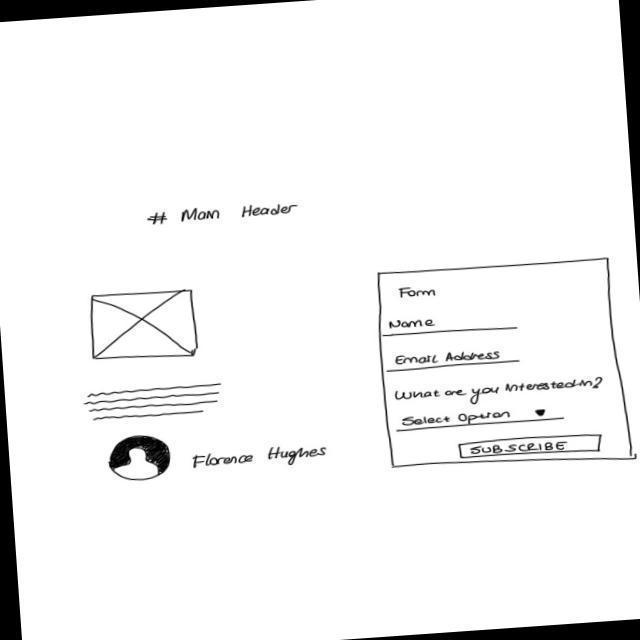 # Main Header
Form
Name
Email Address
What are you interested in?
Select Option
SUBSCRIBE
Florence Hughes